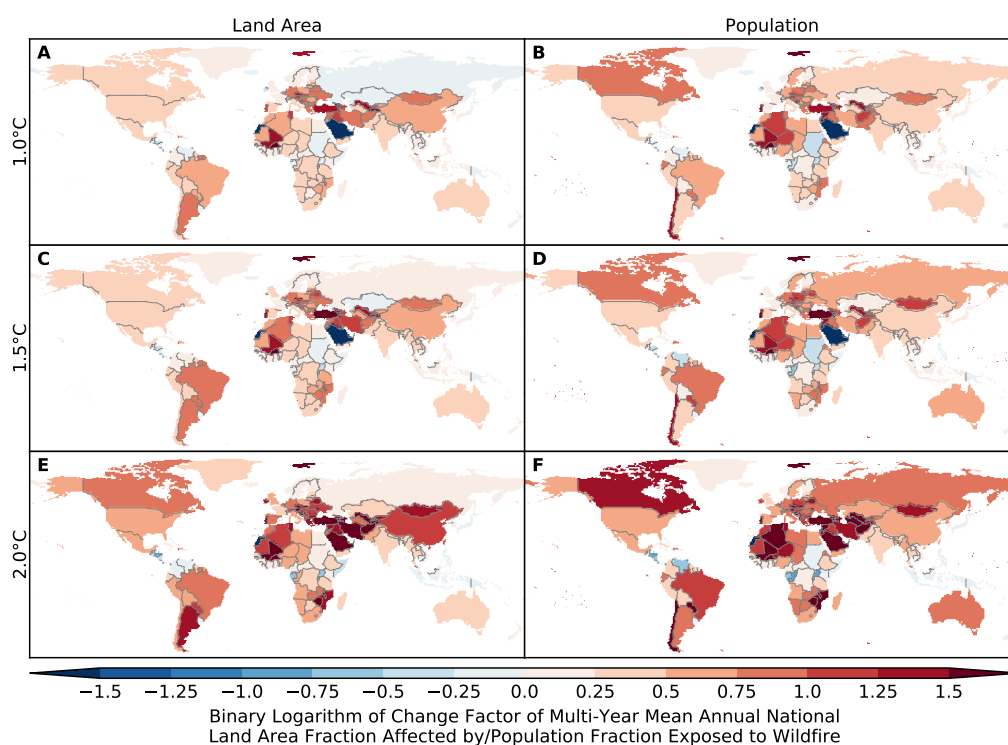 Land Area
Population
A
B
1.0°C
C
D
1.5°C
E
F
2.0°C
−1.5 −1.25 −1.0 −0.75 −0.5 −0.25 0.0 0.25 0.5 0.75 1.0 1.25 1.5
Binary Logarithm of Change Factor of Multi-Year Mean Annual National
Land Area Fraction Affected by/Population Fraction Exposed to Wildfire